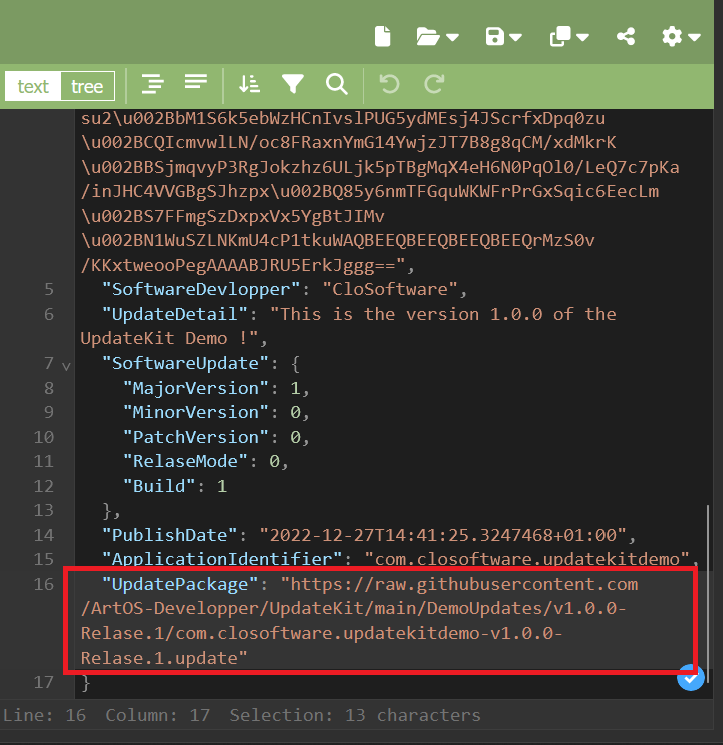 text tree
su2\u002BbM1S6k5ebWzHCnIvslPUG5ydMEsj4JScrfxDpq0zu
\u002BCQIcmvwlLN/oc8FRaxnYmG14YwjzJT7B8g8qCM/xdMkrK
\u002BBSjmqvyP3RgJokzhz6ULjk5pTBgMqX4eH6N0PqOl0/LeQ7c7pKa
/inJHC4VVGBgSJhzpx\u002BQ85y6nmTFGquWKWFrPrGxSqic6EecLm
\u002BS7FFmgSzDxpxVx5YgBtJIMv
\u002BN1WuSZLNKmU4cP1tkuWAQBEEQBEEQBEEQBEEQrMzS0v
/KKxtweooPegAAAABJRU5ErkJggg==",
5 "SoftwareDevlopper": "CloSoftware",
6 "UpdateDetail": "This is the version 1.0.0 of the
UpdateKit Demo !",
7 "SoftwareUpdate": {
8 "MajorVersion": 1,
9 "MinorVersion": 0,
10 "PatchVersion": 0,
11 "RelaseMode": 0,
12 "Build": 1
13 },
14 "PublishDate": "2022-12-27T14:41:25.3247468+01:00",
15 "ApplicationIdentifier": "com.closoftware.updatekitdemo",
16 "UpdatePackage": "https://raw.githubusercontent.com
/ArtOS-Developper/UpdateKit/main/DemoUpdates/v1.0.0-
Relase.1/com.closoftware.updatekitdemo-v1.0.0-
Relase.1.update"
17 }
Line: 16 Column: 17 Selection: 13 characters